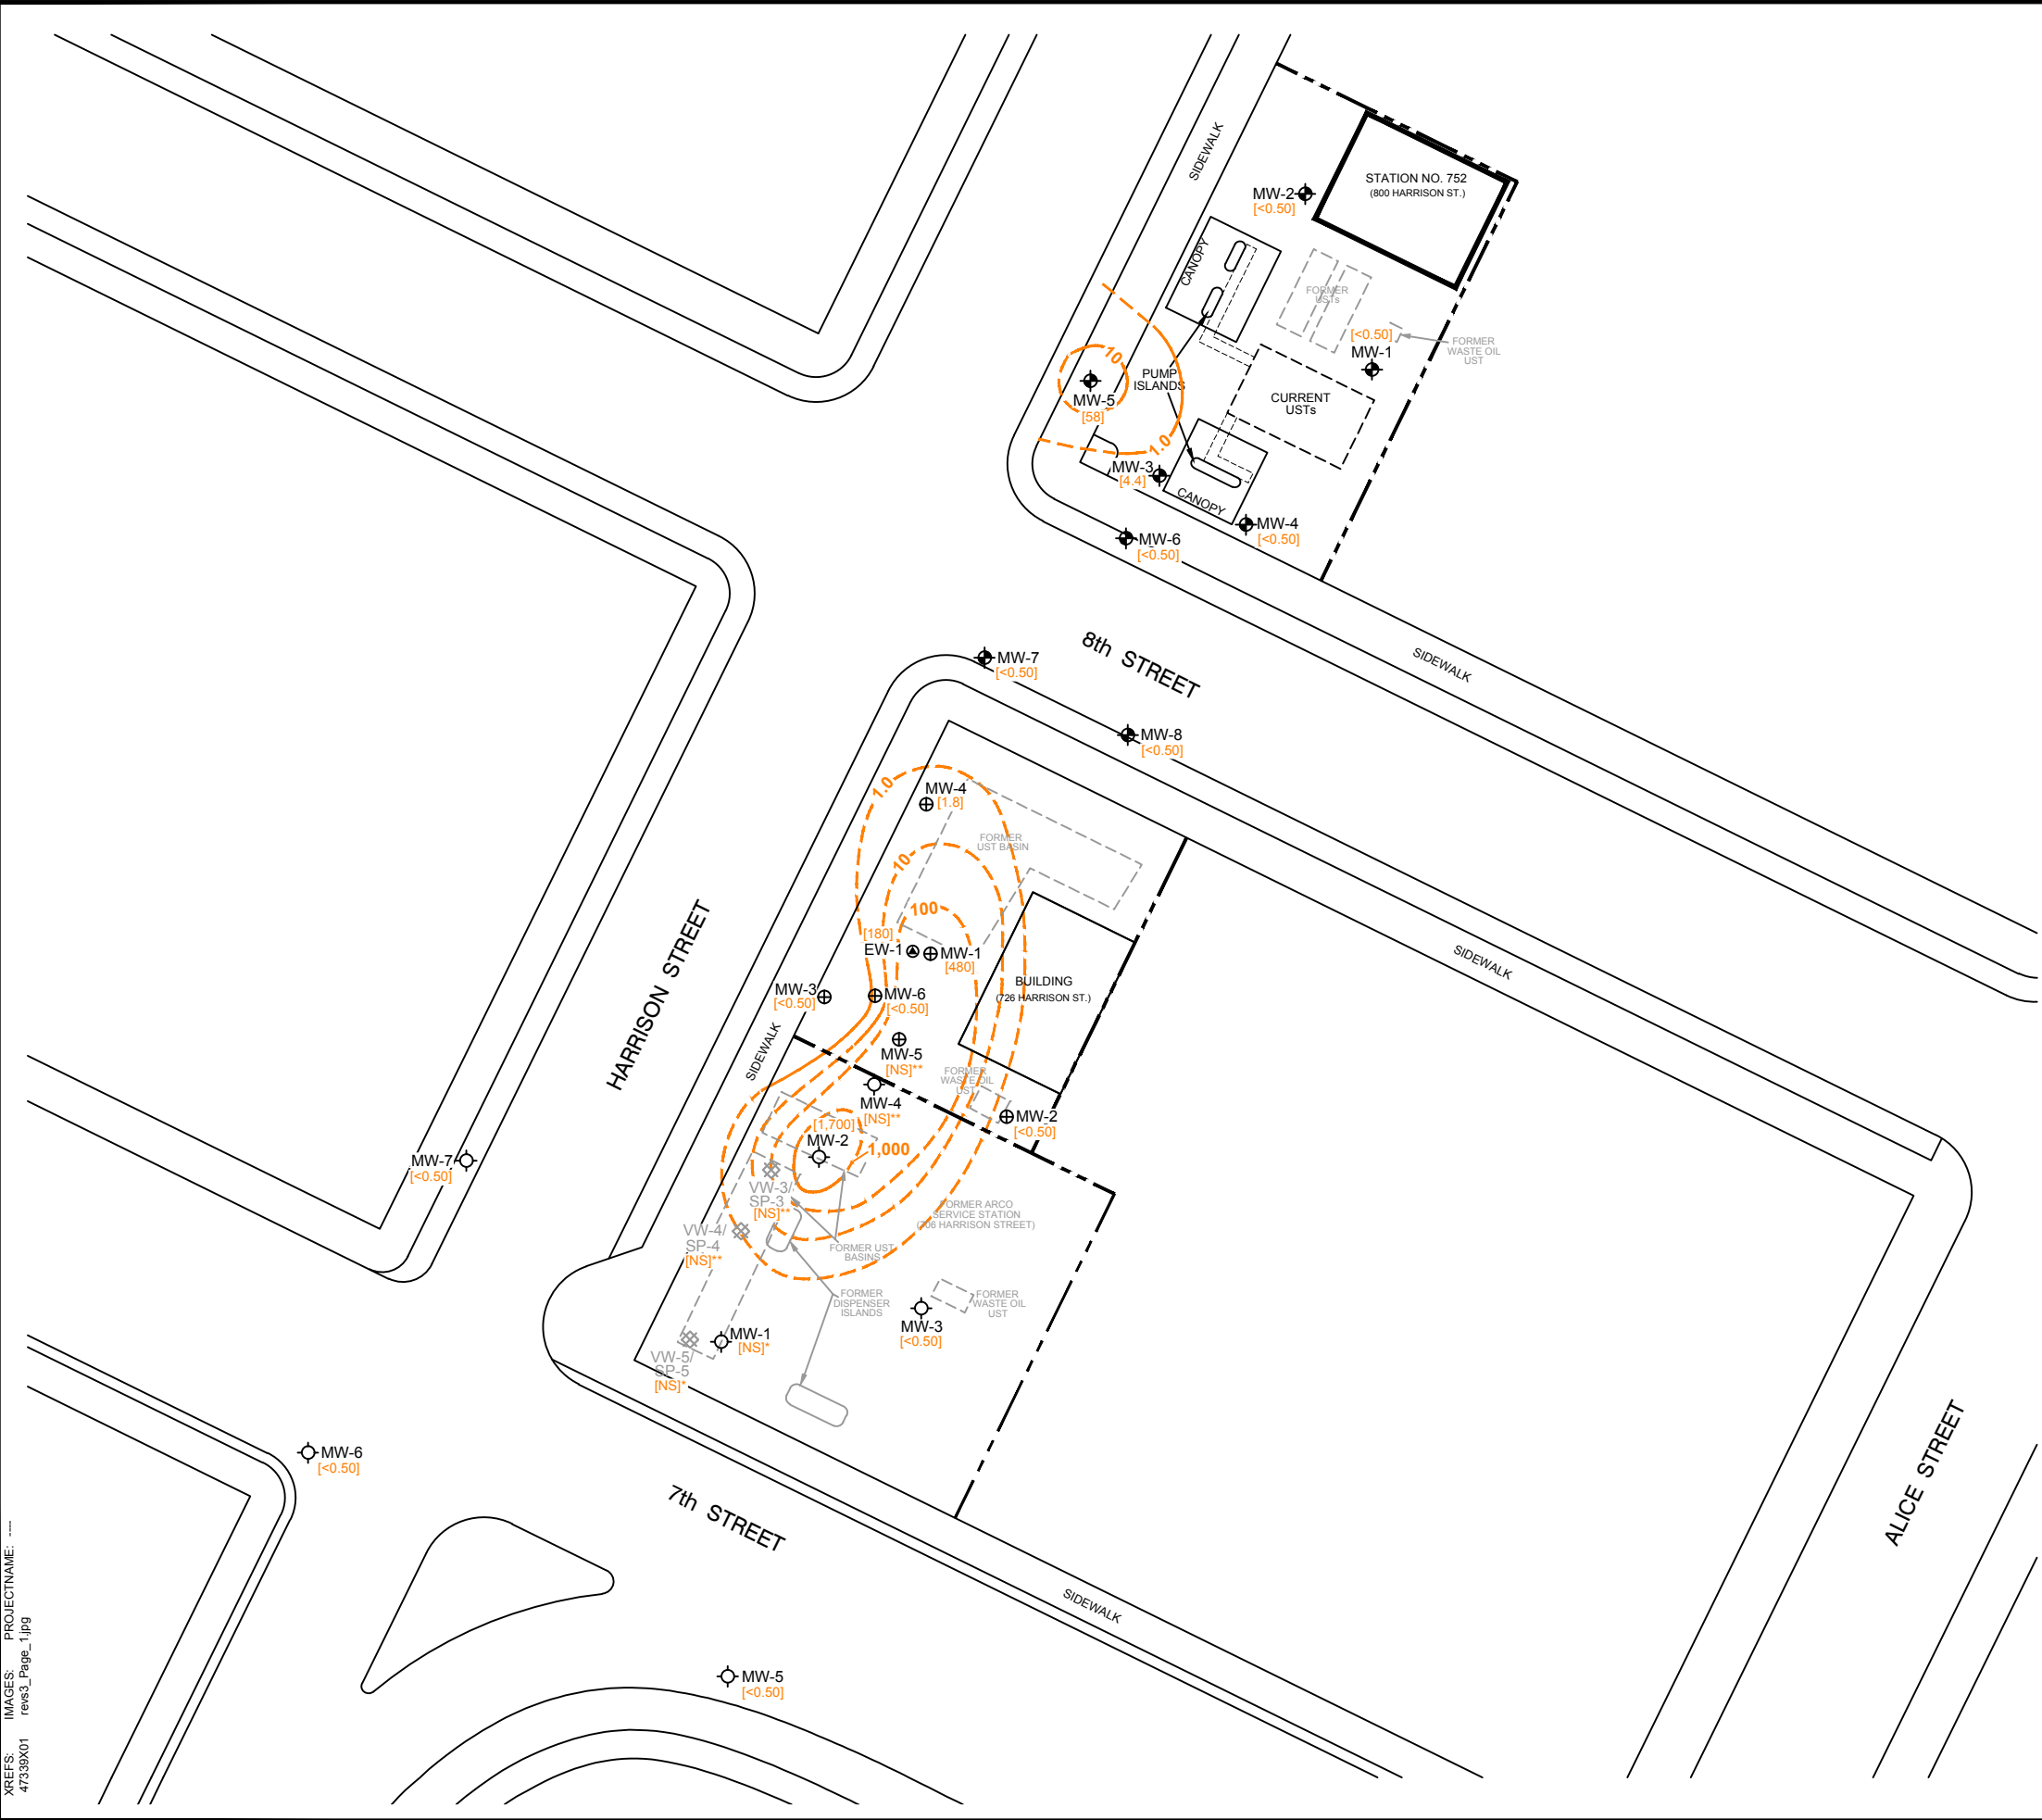 SIDEWALK
STATION NO. 752
(800 HARRISON ST.)
MW-2
[<0.50]
CANOPY
FORMER
USTs
[<0.50]
MW-1
FORMER
WASTE OIL
UST
10
MW-5
[58]
PUMP
ISLANDS
CURRENT
USTs
1.0
MW-3
[4.4]
CANOPY
MW-4
[<0.50]
MW-6
[<0.50]
8th STREET
SIDEWALK
MW-7
[<0.50]
MW-8
[<0.50]
1.0
MW-4
[1.8]
FORMER
UST BASIN
10
100
[180]
EW-1
MW-1
[480]
HARRISON STREET
SIDEWALK
MW-3
[<0.50]
MW-6
[<0.50]
BUILDING
(726 HARRISON ST.)
SIDEWALK
MW-5
[NS]**
FORMER
WASTE OIL
UST
MW-4
[NS]**
MW-2
[<0.50]
[1,700]
MW-2
1,000
MW-7
[<0.50]
VW-3/
SP-3
[NS]**
FORMER ARCO
SERVICE STATION
(706 HARRISON STREET)
VW-4/
SP-4
[NS]**
FORMER UST
BASINS
FORMER
DISPENSER
ISLANDS
FORMER
WASTE OIL
UST
MW-3
[<0.50]
MW-1
[NS]*
VW-5/
SP-5
[NS]*
MW-6
[<0.50]
7th STREET
ALICE STREET
SIDEWALK
MW-5
[<0.50]
XREFS: IMAGES: PROJECTNAME: ----
47339X01 revs3_Page_1.jpg